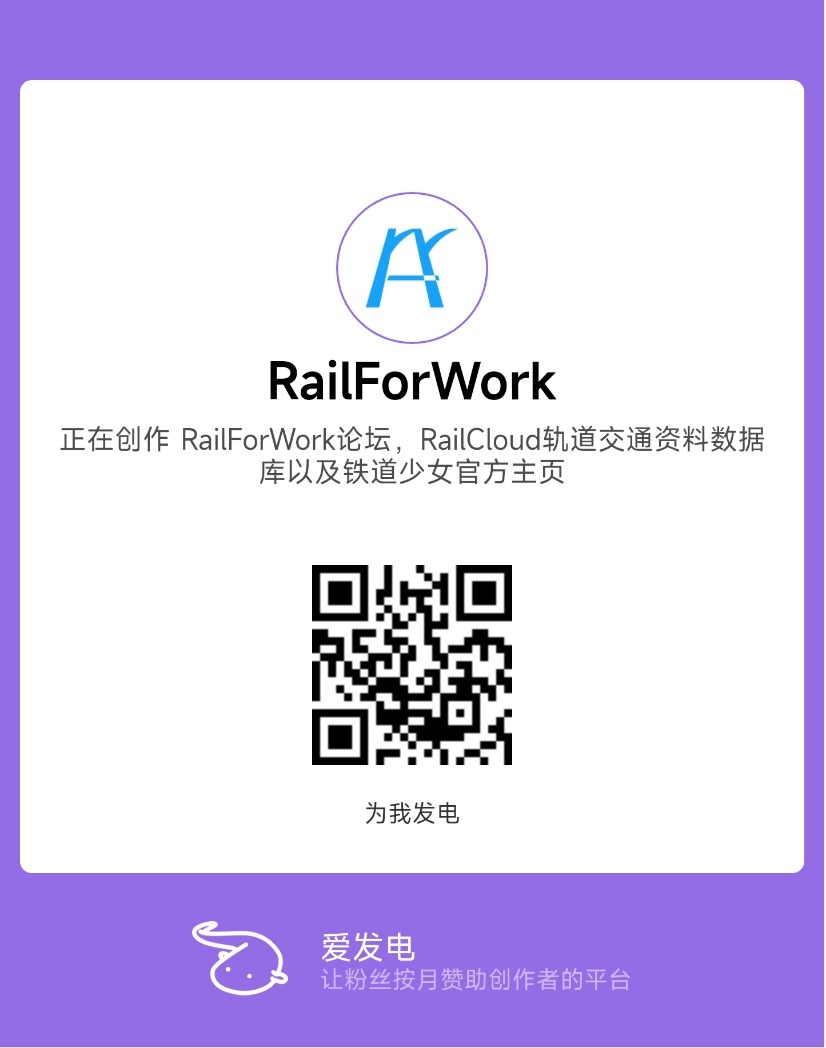 RailForWork
正在创作 RailForWork论坛，RailCloud轨道交通资料数据
库以及铁道少女官方主页
为我发电
爱发电
让粉丝按月赞助创作者的平台